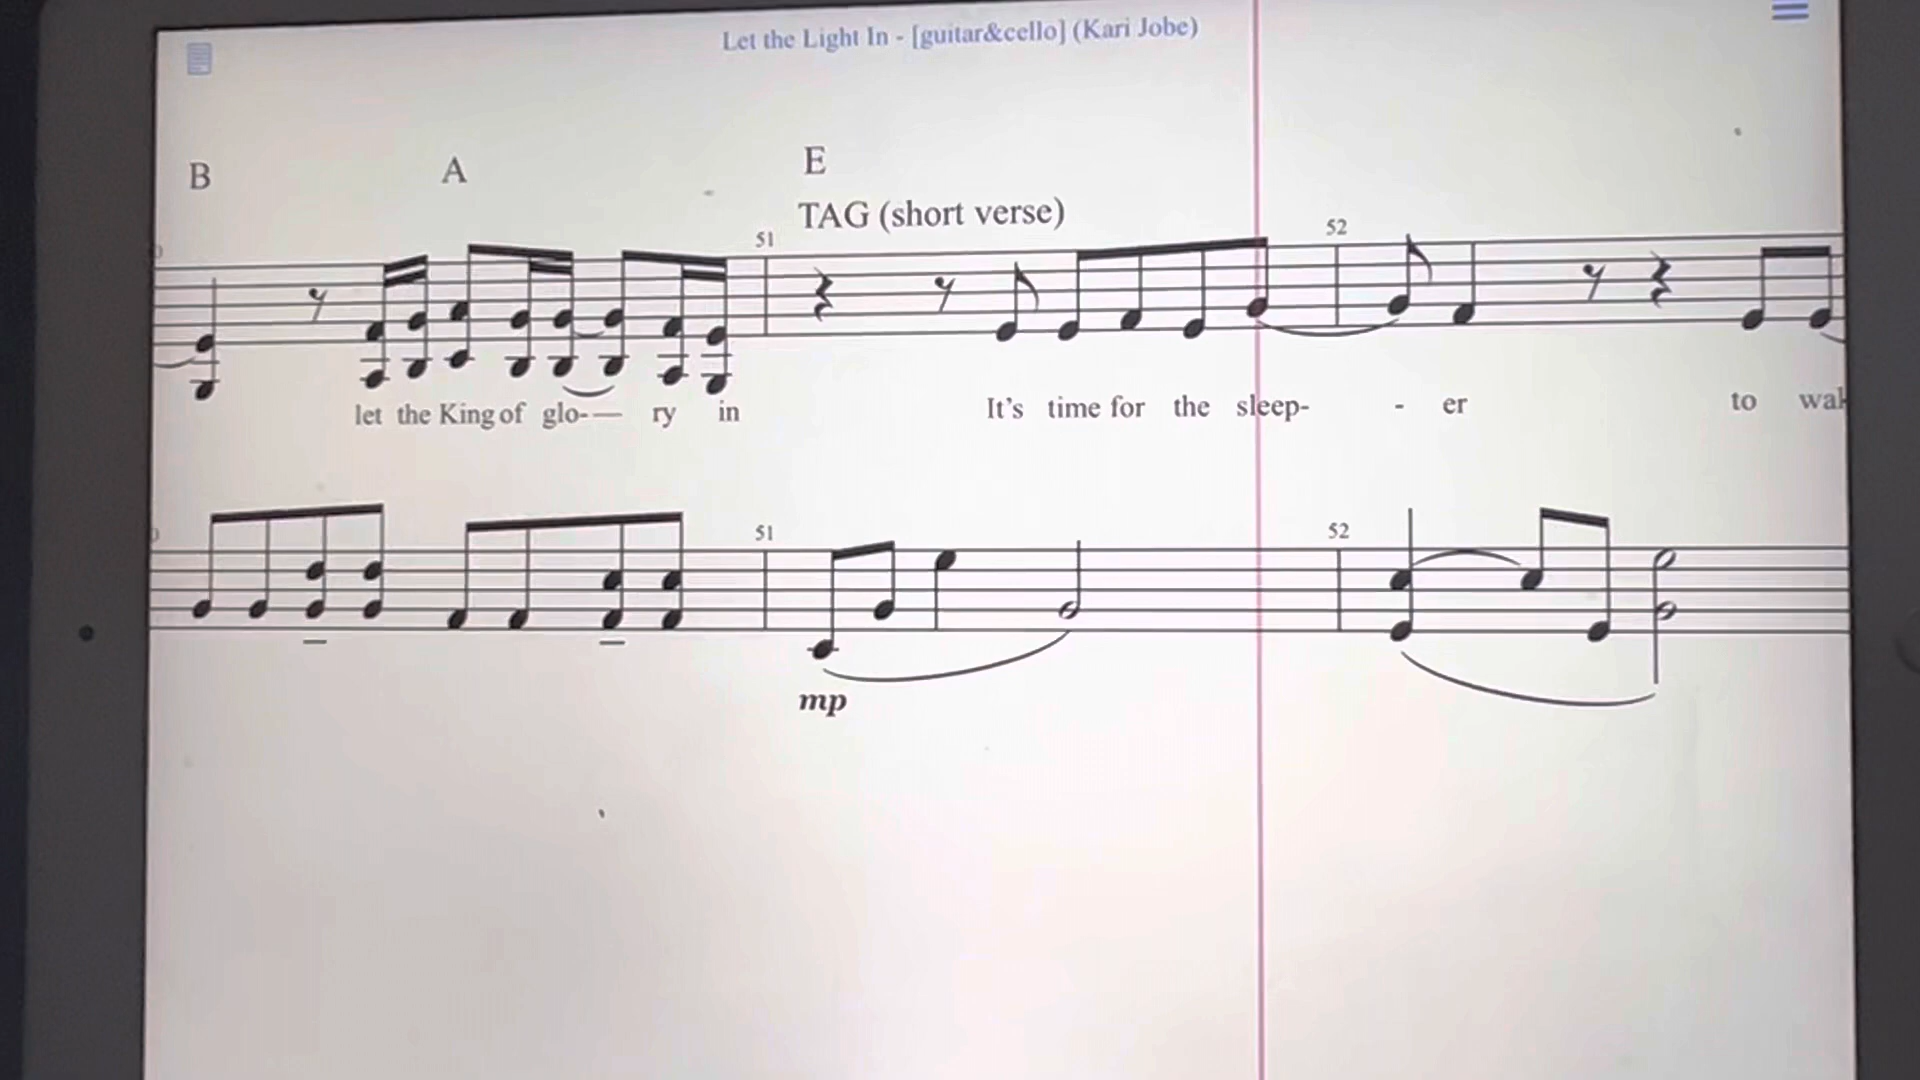 Let the Light In - [guitar&cello] (Kari Jobe)
B A E
TAG (short verse)
51 52
let the King of glo-— ry in It’s time for the sleep- - er to
51 52
mp